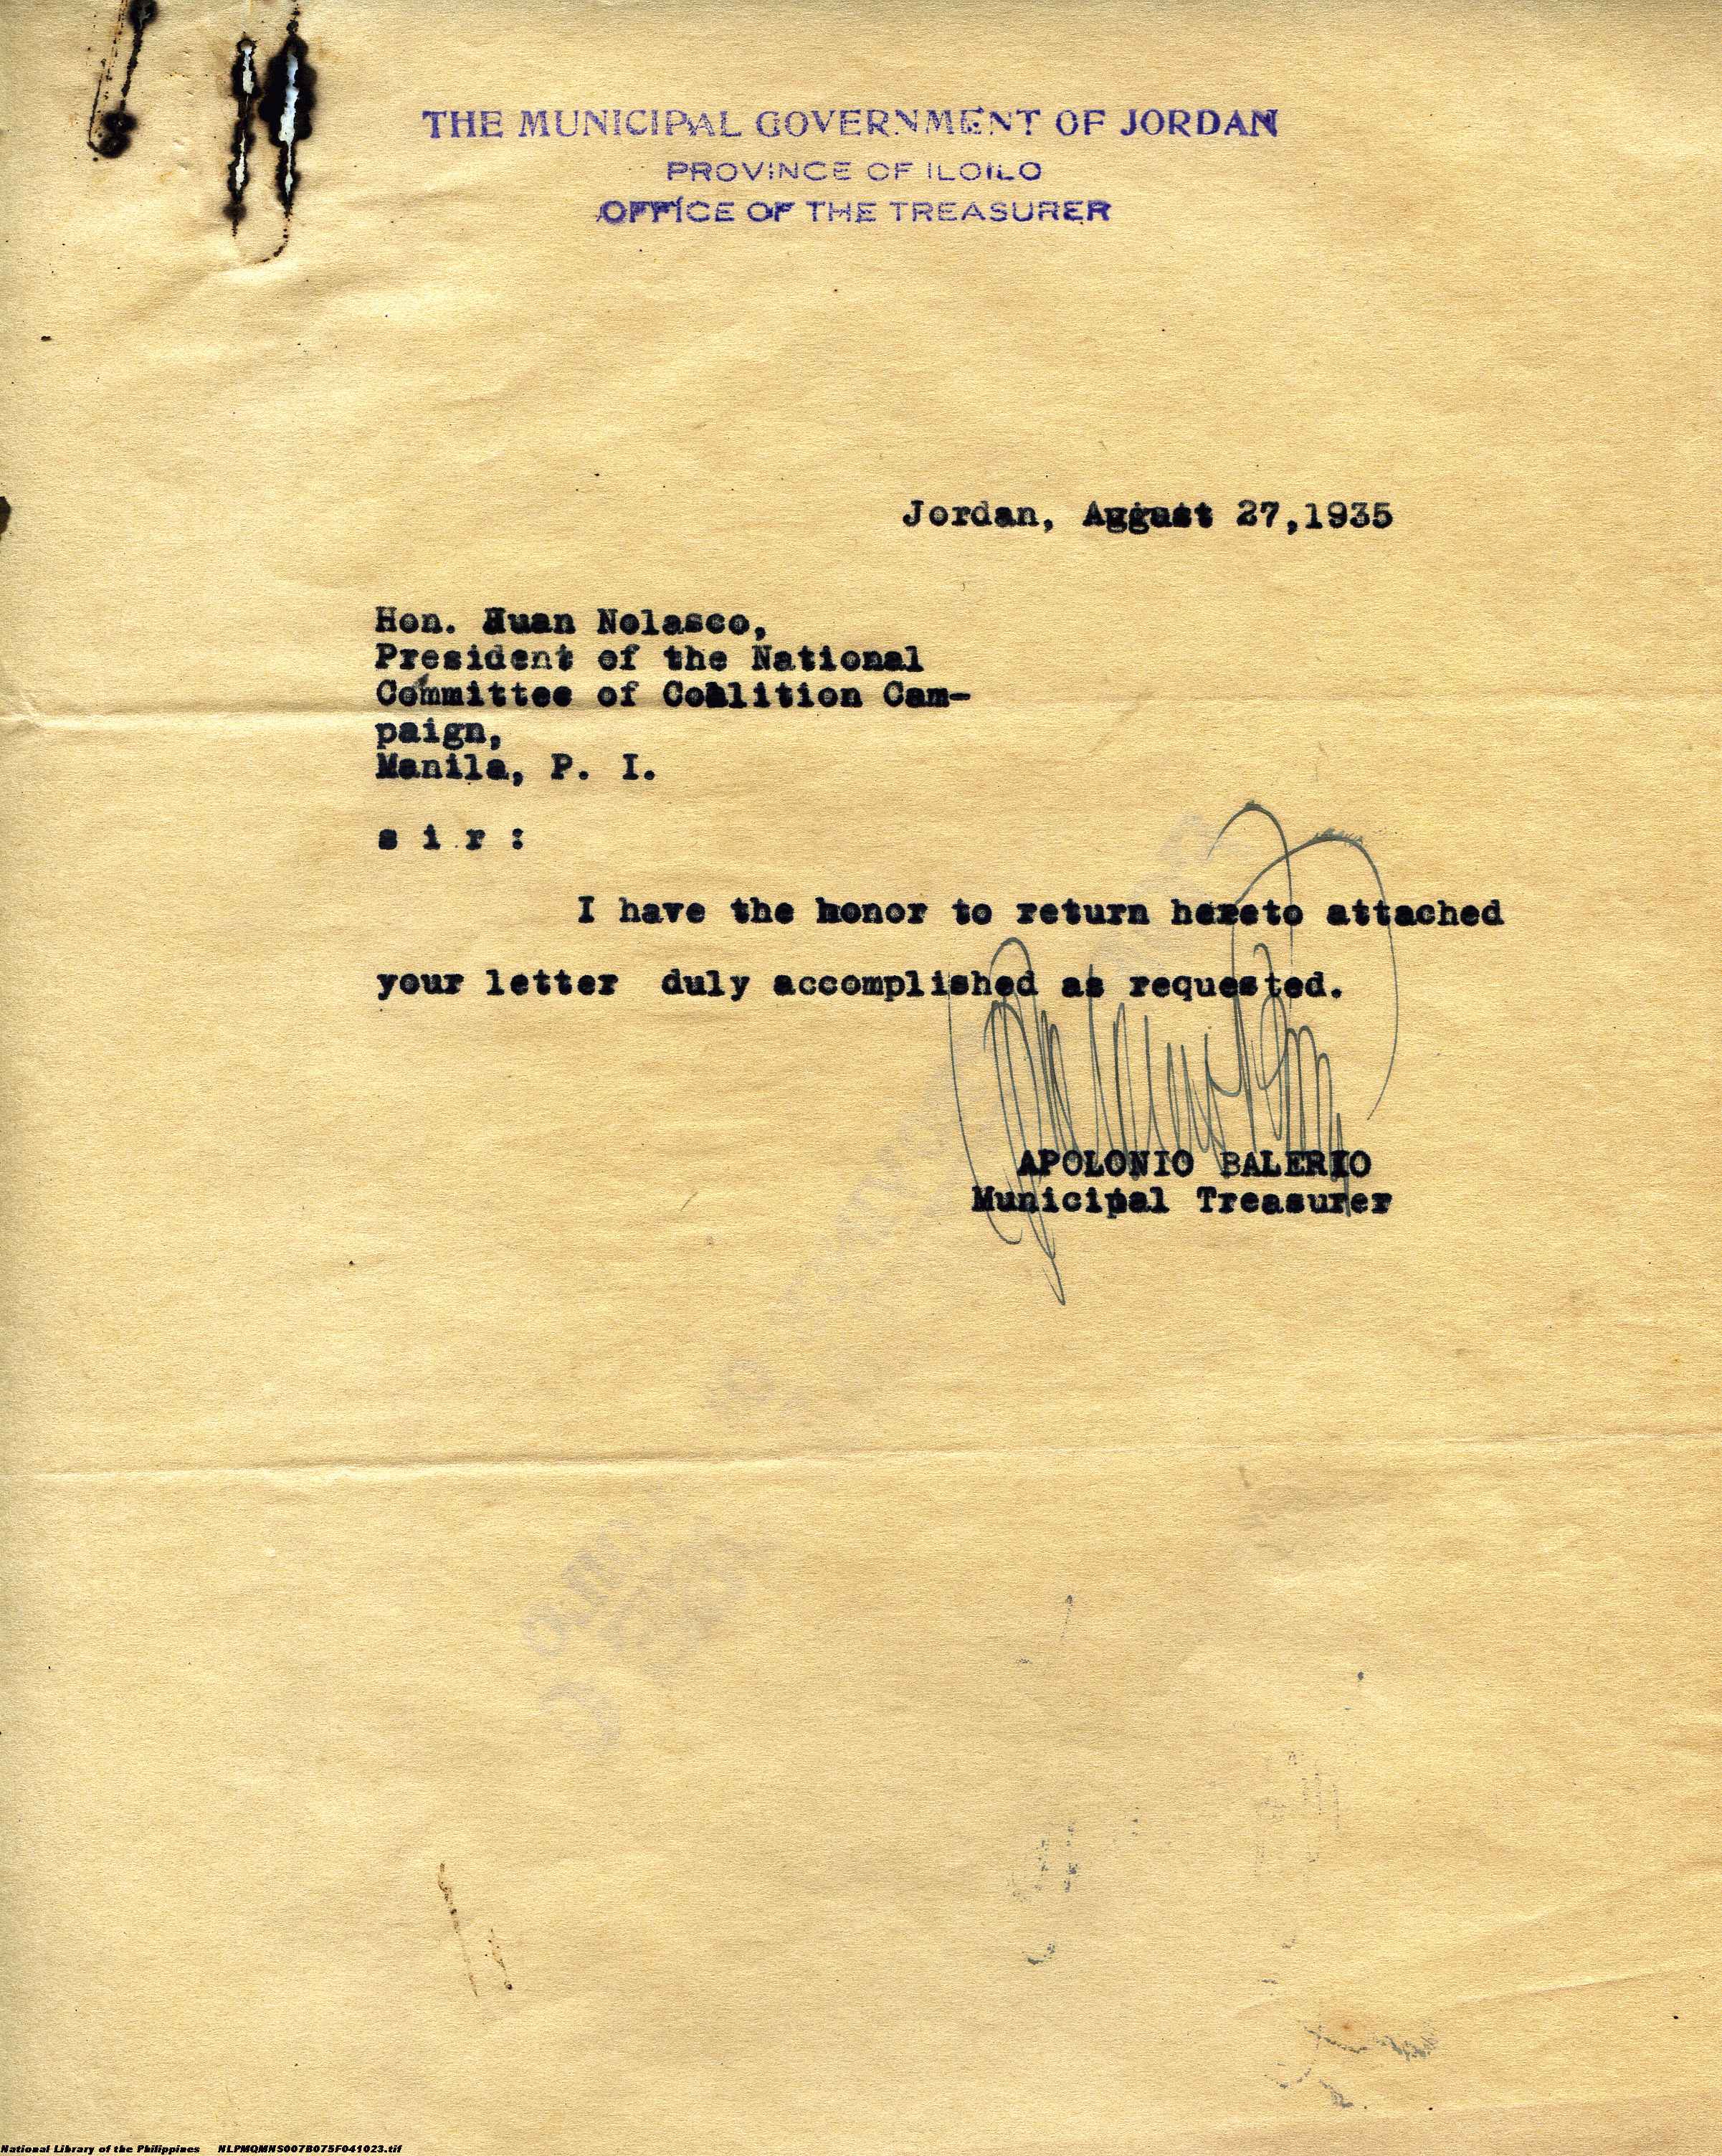 THE MUNICIPAL GOVERNMENT OF JORDAN
PROVINCE OF ILOILO
OFFICE OF THE TREASURER
Jordan, August 27,1935
Hon. Juan Nolasco,
President of the National
Committee of Coalition Cam-
paign,
Manila, P. I.
s i r :
I have the honor to return hereto attached
your letter duly accomplished as requested.
APOLONIO BALERIO
Municipal Treasurer
National Library of the Philippines NLPMQMNS007B075F041023.tif